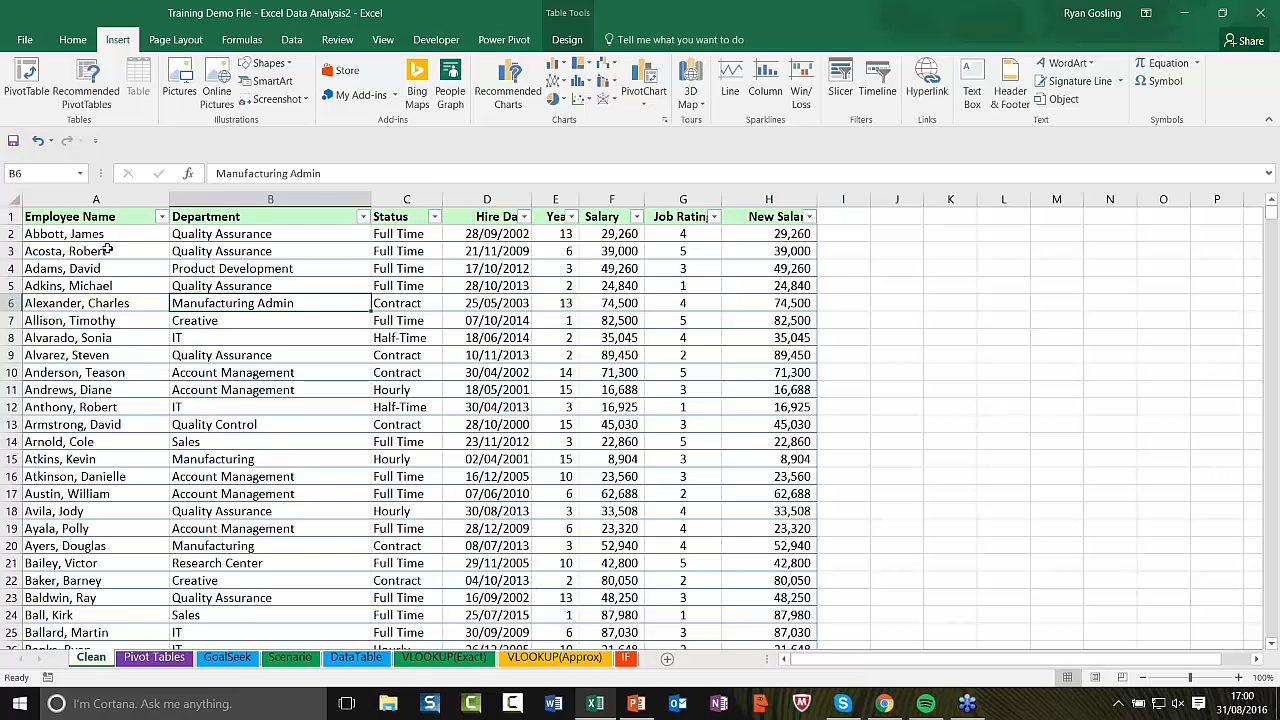 Training Demo File - Excel Data Analysis2 - Excel
Table Tools
Ryan Gosling
File Home Insert Page Layout Formulas Data Review View Developer Power Pivot Design Tell me what you want to do Share
PivotTable Recommended PivotTables Table
Tables
Pictures Online Pictures Shapes SmartArt Screenshot
Illustrations
Store My Add-ins Bing Maps People Graph
Add-ins
Recommended Charts PivotChart
Charts
3D Map
Tours
Line Column Win/Loss
Sparklines
Slicer Timeline
Filters
Hyperlink
Links
Text Box Header & Footer WordArt Signature Line Object
Text
Equation Symbol
Symbols
B6 fx Manufacturing Admin
A B C D E F G H I J K L M N O P
1 Employee Name Department Status Hire Da Yea Salary Job Rating New Salar
2 Abbott, James Quality Assurance Full Time 28/09/2002 13 29,260 4 29,260
3 Acosta, Robert Quality Assurance Full Time 21/11/2009 6 39,000 5 39,000
4 Adams, David Product Development Full Time 17/10/2012 3 49,260 3 49,260
5 Adkins, Michael Quality Assurance Full Time 28/10/2013 2 24,840 1 24,840
6 Alexander, Charles Manufacturing Admin Contract 25/05/2003 13 74,500 4 74,500
7 Allison, Timothy Creative Full Time 07/10/2014 1 82,500 5 82,500
8 Alvarado, Sonia IT Half-Time 18/06/2014 2 35,045 4 35,045
9 Alvarez, Steven Quality Assurance Contract 10/11/2013 2 89,450 2 89,450
10 Anderson, Teason Account Management Contract 30/04/2002 14 71,300 5 71,300
11 Andrews, Diane Account Management Hourly 18/05/2001 15 16,688 3 16,688
12 Anthony, Robert IT Half-Time 30/04/2013 3 16,925 1 16,925
13 Armstrong, David Quality Control Contract 28/10/2000 15 45,030 3 45,030
14 Arnold, Cole Sales Full Time 23/11/2012 3 22,860 5 22,860
15 Atkins, Kevin Manufacturing Hourly 02/04/2001 15 8,904 3 8,904
16 Atkinson, Danielle Account Management Full Time 16/12/2005 10 23,560 3 23,560
17 Austin, William Account Management Full Time 07/06/2010 6 62,688 2 62,688
18 Avila, Jody Quality Assurance Hourly 30/08/2013 3 33,508 4 33,508
19 Ayala, Polly Account Management Full Time 28/12/2009 6 23,320 4 23,320
20 Ayers, Douglas Manufacturing Contract 08/07/2013 3 52,940 4 52,940
21 Bailey, Victor Research Center Full Time 29/11/2005 10 42,800 5 42,800
22 Baker, Barney Creative Contract 04/10/2013 2 80,050 2 80,050
23 Baldwin, Ray Quality Assurance Full Time 16/09/2002 13 48,250 3 48,250
24 Ball, Kirk Sales Full Time 25/07/2015 1 87,980 1 87,980
25 Ballard, Martin IT Full Time 30/09/2009 6 87,030 3 87,030
Clean Pivot Tables GoalSeek Scenario DataTable VLOOKUP(Exact) VLOOKUP(Approx) IF
Ready 100%
I'm Cortana. Ask me anything. 17:00
31/08/2016